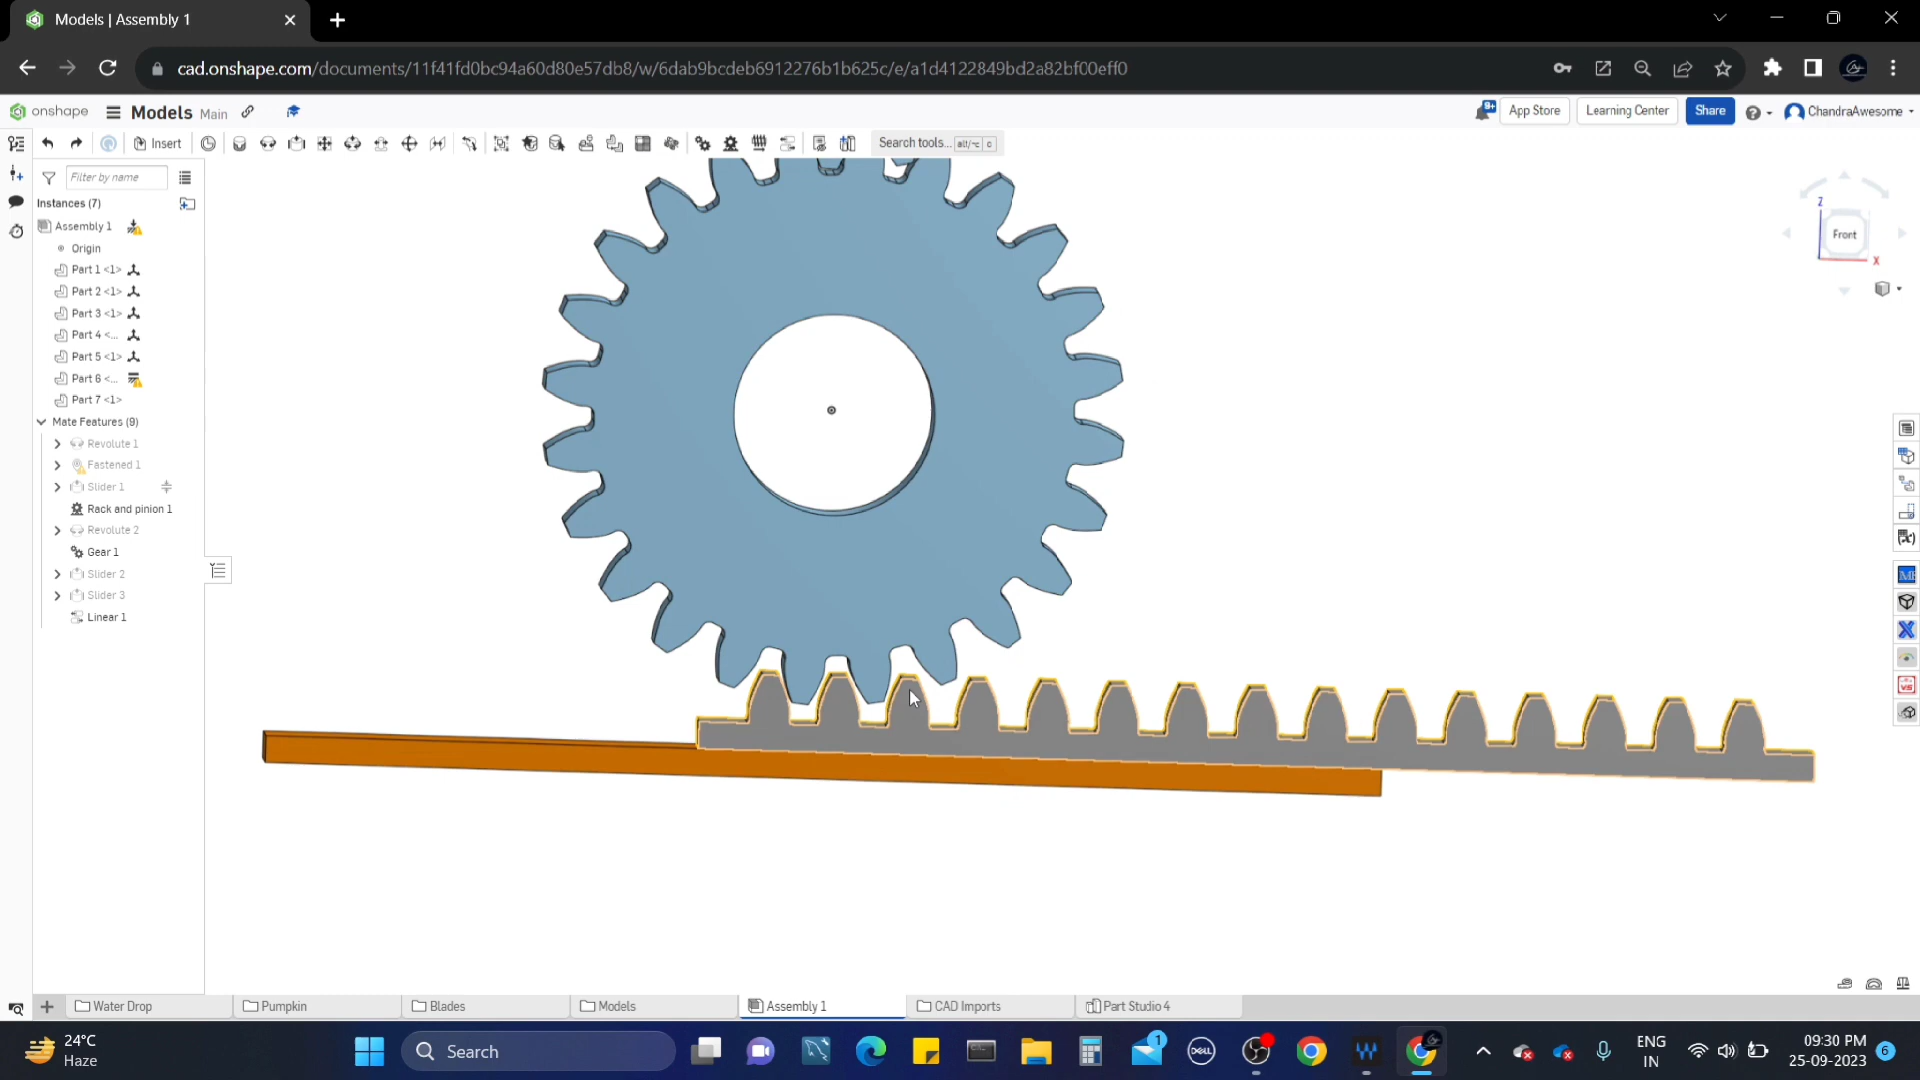 Models | Assembly 1
cad.onshape.com/documents/11f41fd0bc94a60d80e57db8/w/6dab9bcdeb6912276b1b625c/e/a1d4122849bd2a82bf00eff0
onshape Models Main 9+ App Store Learning Center Share ChandraAwesome
Insert Search tools... alt/⌥ c
Filter by name
Instances (7)
Assembly 1
Origin
Part 1 <1>
Part 2 <1>
Part 3 <1>
Part 4 <...
Part 5 <1>
Part 6 <...
Part 7 <1>
Mate Features (9)
Revolute 1
Fastened 1
Slider 1
Rack and pinion 1
Revolute 2
Gear 1
Slider 2
Slider 3
Linear 1
Z
Front
X
Water Drop Pumpkin Blades Models Assembly 1 CAD Imports Part Studio 4
24°C
Haze
Search
1
DELL
ENG
IN
09:30 PM
25-09-2023
6